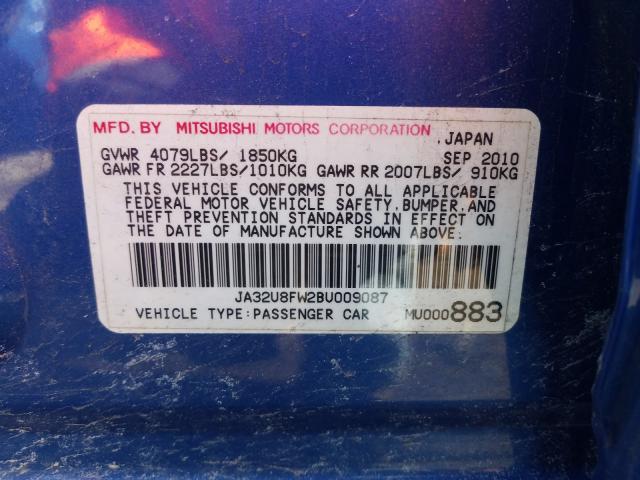 MFD. BY MITSUBISHI MOTORS CORPORATION JAPAN
GVWR 4079LBS/ 1850KG SEP 2010
GAWR FR 2227LBS/1010KG GAWR RR 2007LBS/ 910KG
THIS VEHICLE CONFORMS TO ALL APPLICABLE
FEDERAL MOTOR VEHICLE SAFETY,BUMPER,AND
THEFT PREVENTION STANDARDS IN EFFECT ON
THE DATE OF MANUFACTURE SHOWN ABOVE.
JA32U8FW2BU009087
VEHICLE TYPE:PASSENGER CAR MU000883